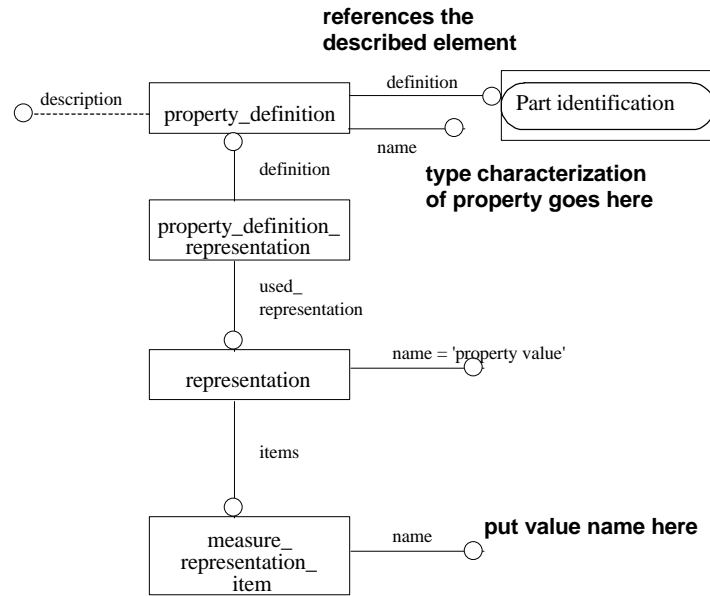 references the
described element
description
definition
property_definition
Part identification
name
definition
type characterization
of property goes here
property_definition_
representation
used_
representation
name = 'property value'
representation
items
put value name here
name
measure_
representation_
item